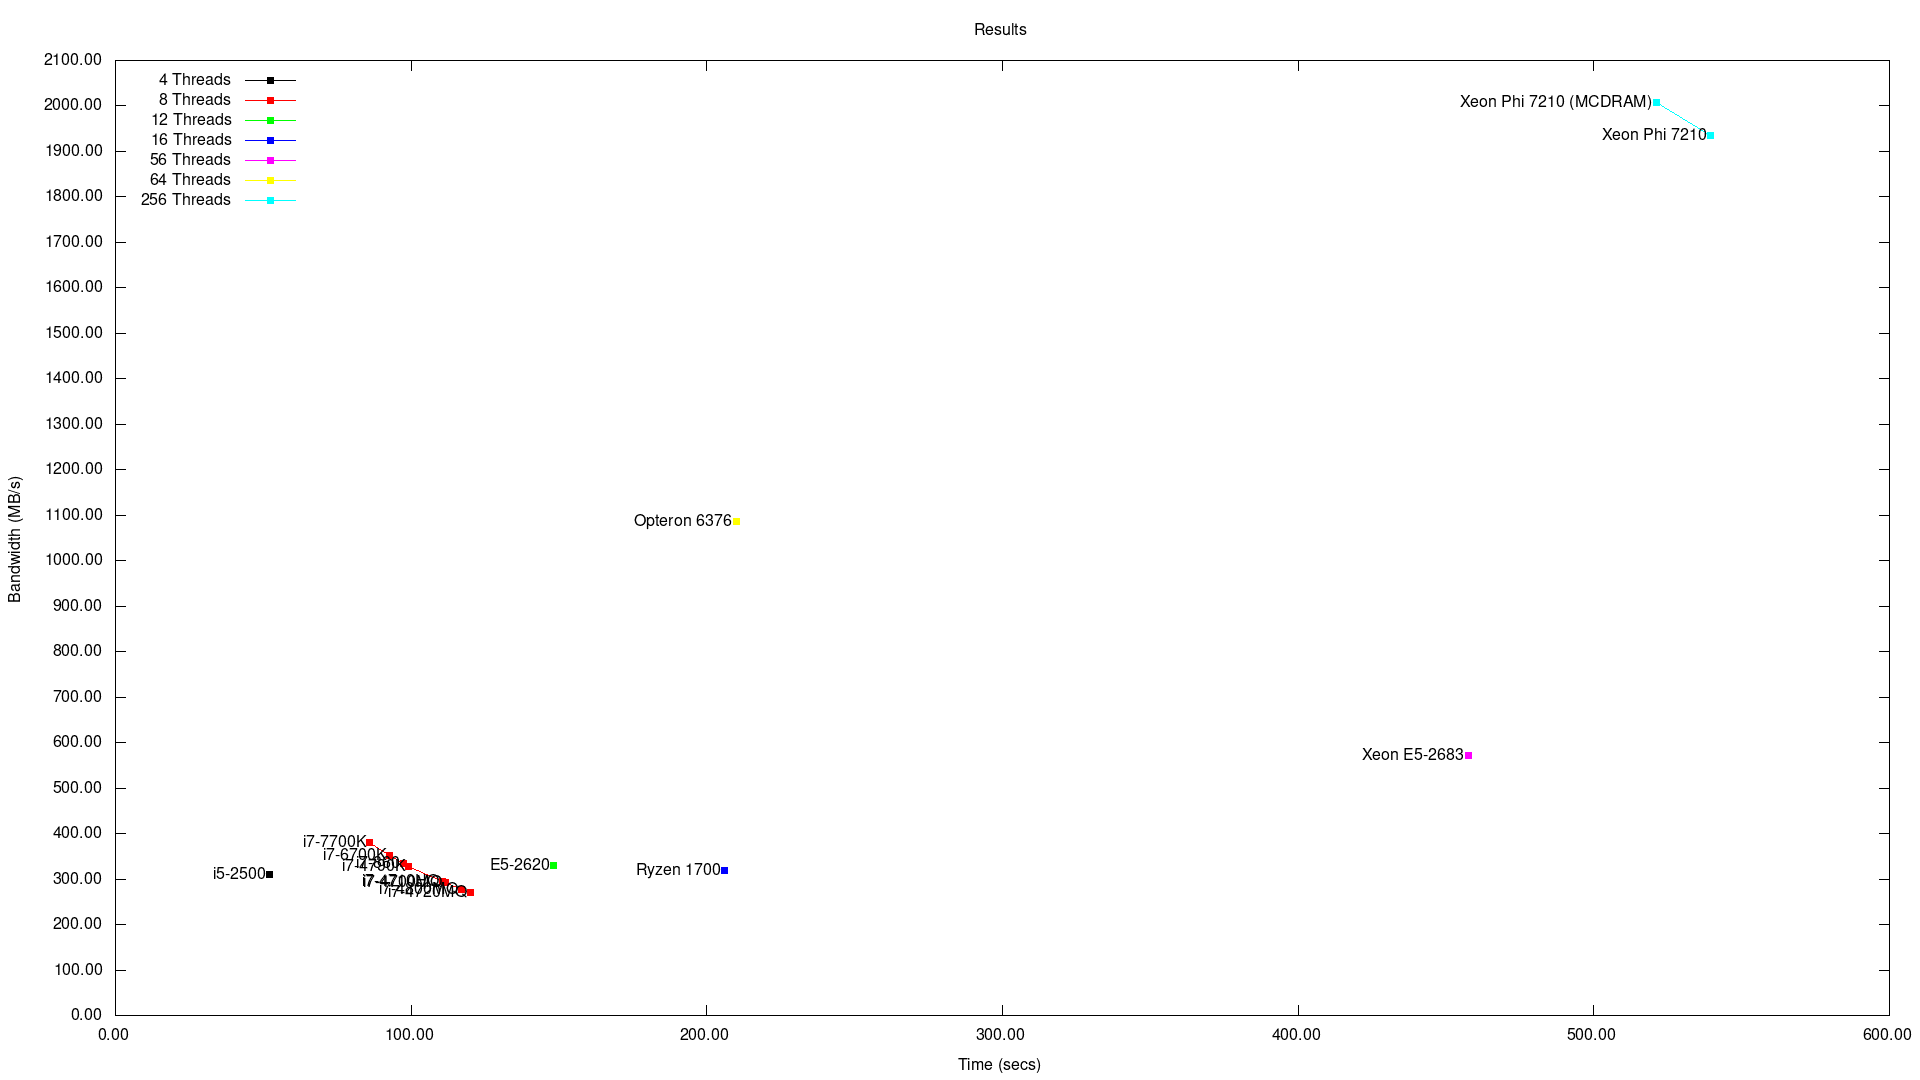 Results
2100.00
2000.00
1900.00
1800.00
1700.00
1600.00
1500.00
1400.00
1300.00
1200.00
1100.00
1000.00
900.00
800.00
700.00
600.00
500.00
400.00
300.00
200.00
100.00
0.00
Bandwidth (MB/s)
4 Threads
8 Threads
12 Threads
16 Threads
56 Threads
64 Threads
256 Threads
Xeon Phi 7210 (MCDRAM)
Xeon Phi 7210
Opteron 6376
Xeon E5-2683
i7-7700K
i7-6700K
i7-4790K
i5-2500
E5-2620
Ryzen 1700
i7-4720MQ
0.00
100.00
200.00
300.00
400.00
500.00
600.00
Time (secs)